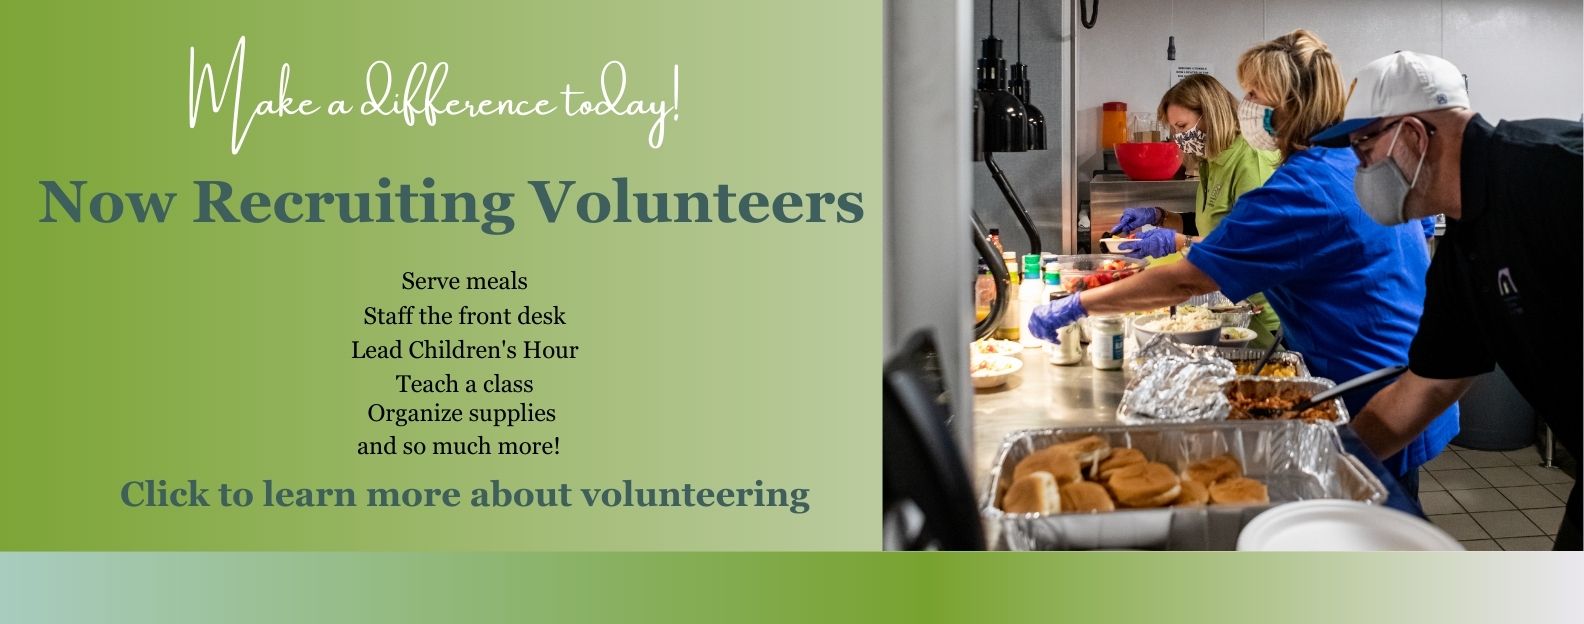 Make a difference today!
Now Recruiting Volunteers
Serve meals
Staff the front desk
Lead Children's Hour
Teach a class
Organize supplies
and so much more!
Click to learn more about volunteering